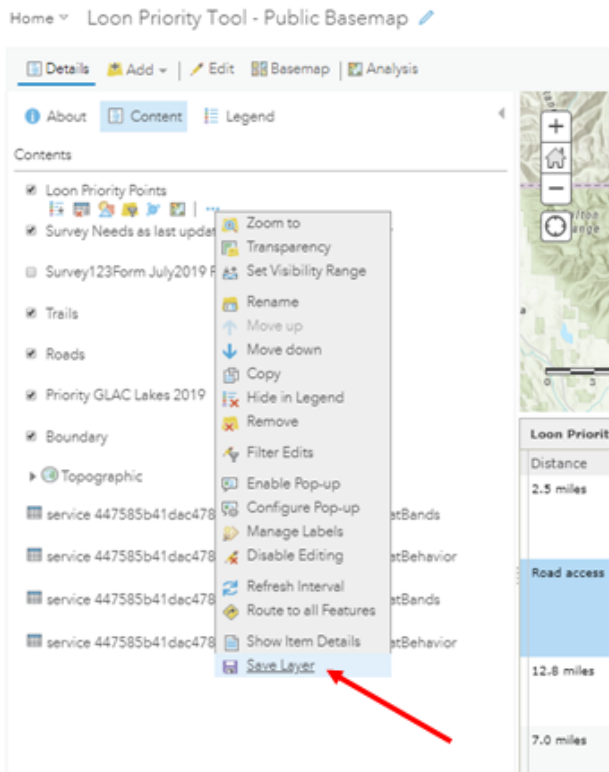 Home Loon Priority Tool - Public Basemap
Details Add Edit Basemap Analysis
About Content Legend
Contents
Loon Priority Points
Survey Needs as last updat
Survey123Form July2019
Trails
Roads
Priority GLAC Lakes 2019
Boundary
Topographic
service 447585b41dac478
atBands
service 447585b41dac478
atBehavior
service 447585b41dac478
atBands
service 447585b41dac478
atBehavior
Zoom to
Transparency
Set Visibility Range
Rename
Move up
Move down
Copy
Hide in Legend
Remove
Filter Edits
Enable Pop-up
Configure Pop-up
Manage Labels
Disable Editing
Refresh Interval
Route to all Features
Show Item Details
Save Layer
+
−
0 3
Loon Priorit
Distance
2.5 miles
Road access
12.8 miles
7.0 miles